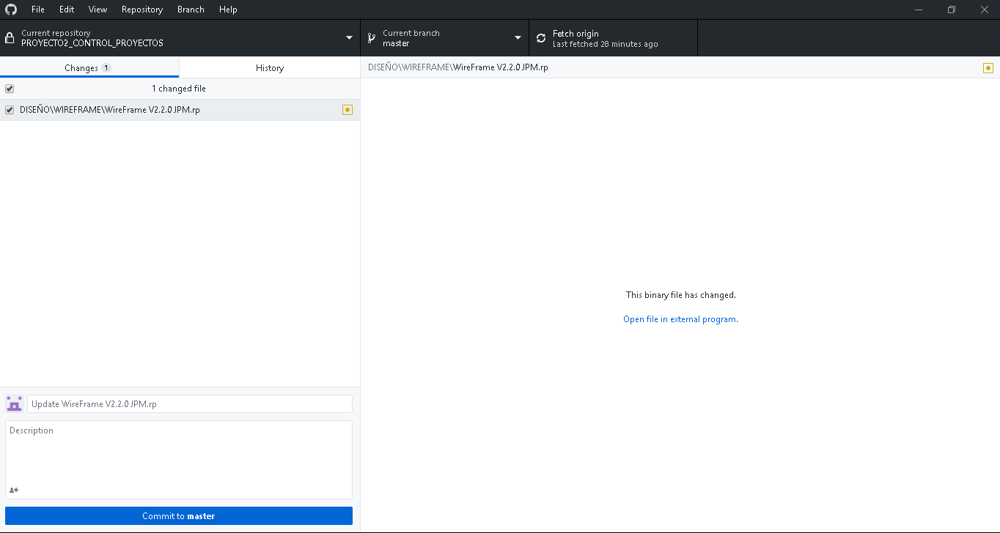 File Edit View Repository Branch Help
Current repository
PROYECTO2_CONTROL_PROYECTOS
Current branch
master
Fetch origin
Last fetched 28 minutes ago
Changes 1
History
DISEÑO\WIREFRAME\WireFrame V2.2.0 JPM.rp
1 changed file
DISEÑO\WIREFRAME\WireFrame V2.2.0 JPM.rp
This binary file has changed.
Open file in external program.
Update WireFrame V2.2.0 JPM.rp
Description
Commit to master